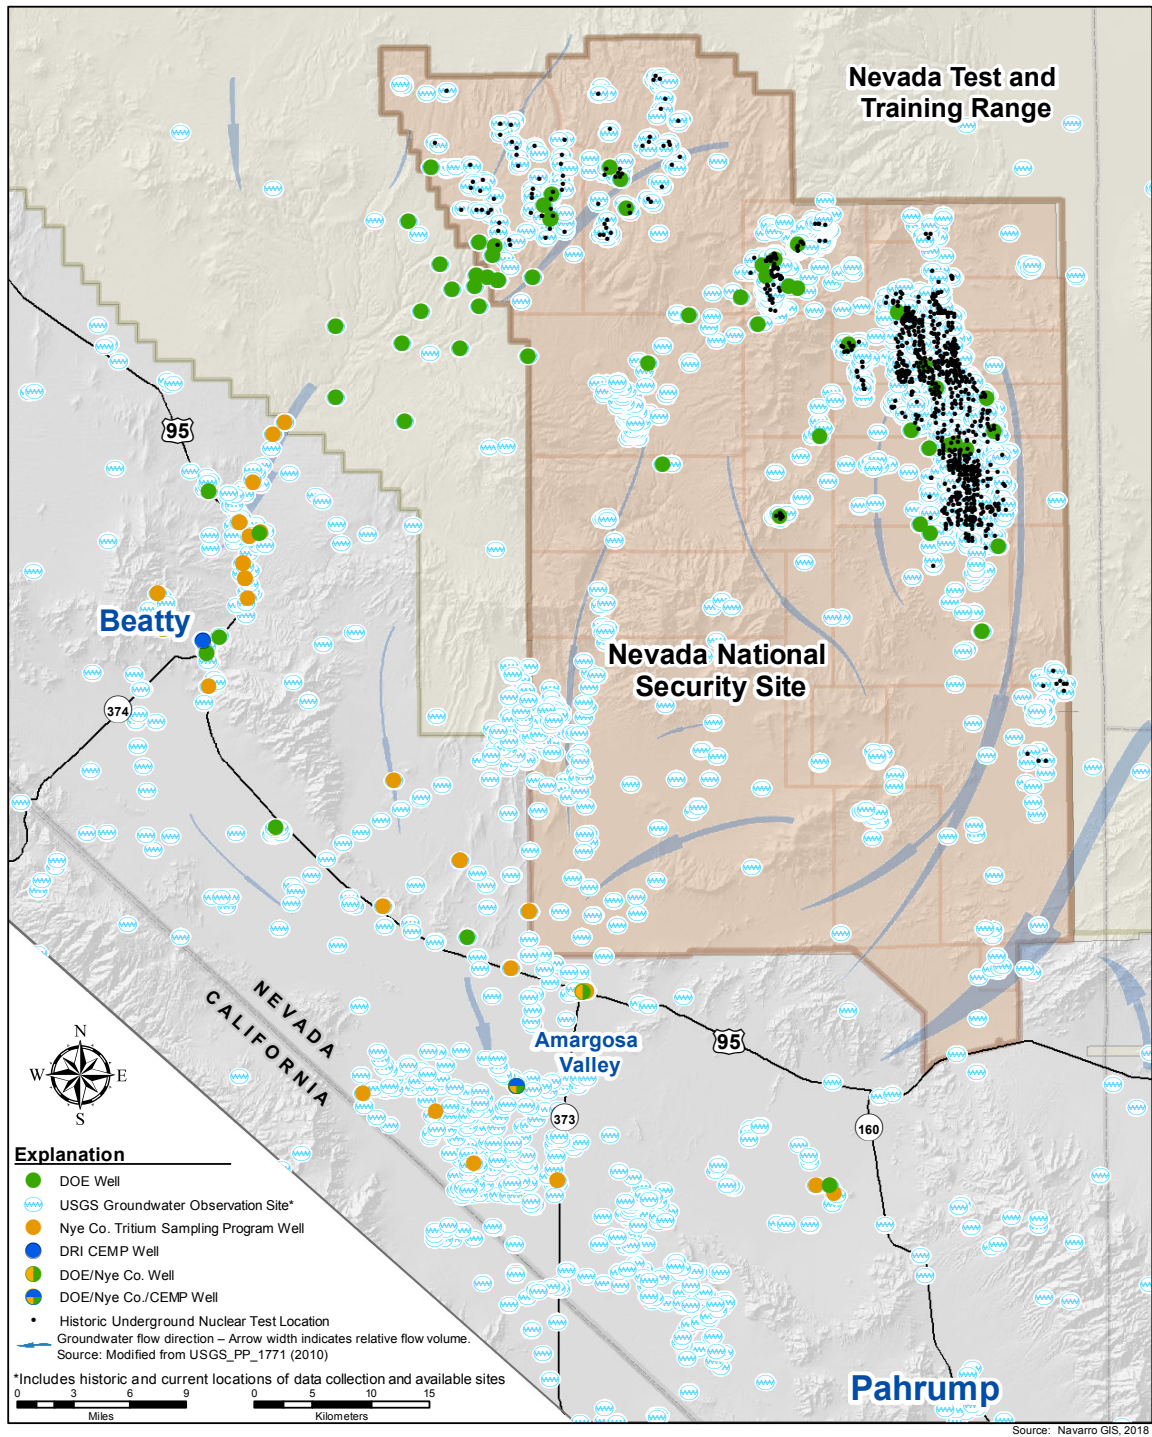 Nevada Test and
Training Range
95
Beatty
374
Nevada National
Security Site
NEVADA
CALIFORNIA
Amargosa
Valley
95
373
160
N
W E
S
Explanation
DOE Well
USGS Groundwater Observation Site*
Nye Co. Tritium Sampling Program Well
DRI CEMP Well
DOE/Nye Co. Well
DOE/Nye Co./CEMP Well
Historic Underground Nuclear Test Location
Groundwater flow direction – Arrow width indicates relative flow volume.
Source: Modified from USGS_PP_1771 (2010)
*Includes historic and current locations of data collection and available sites
0 3 6 9
Miles
0 5 10 15
Kilometers
Pahrump
Source: Navarro GIS, 2018